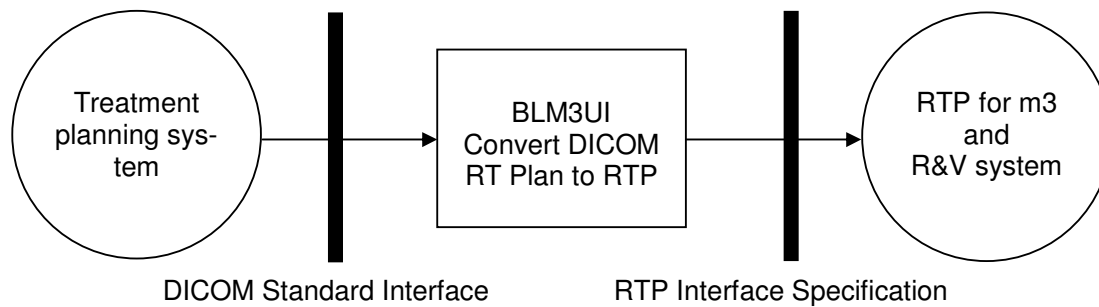 Treatment
planning sys-
tem
BLM3UI
Convert DICOM
RT Plan to RTP
RTP for m3
and
R&V system
DICOM Standard Interface
RTP Interface Specification